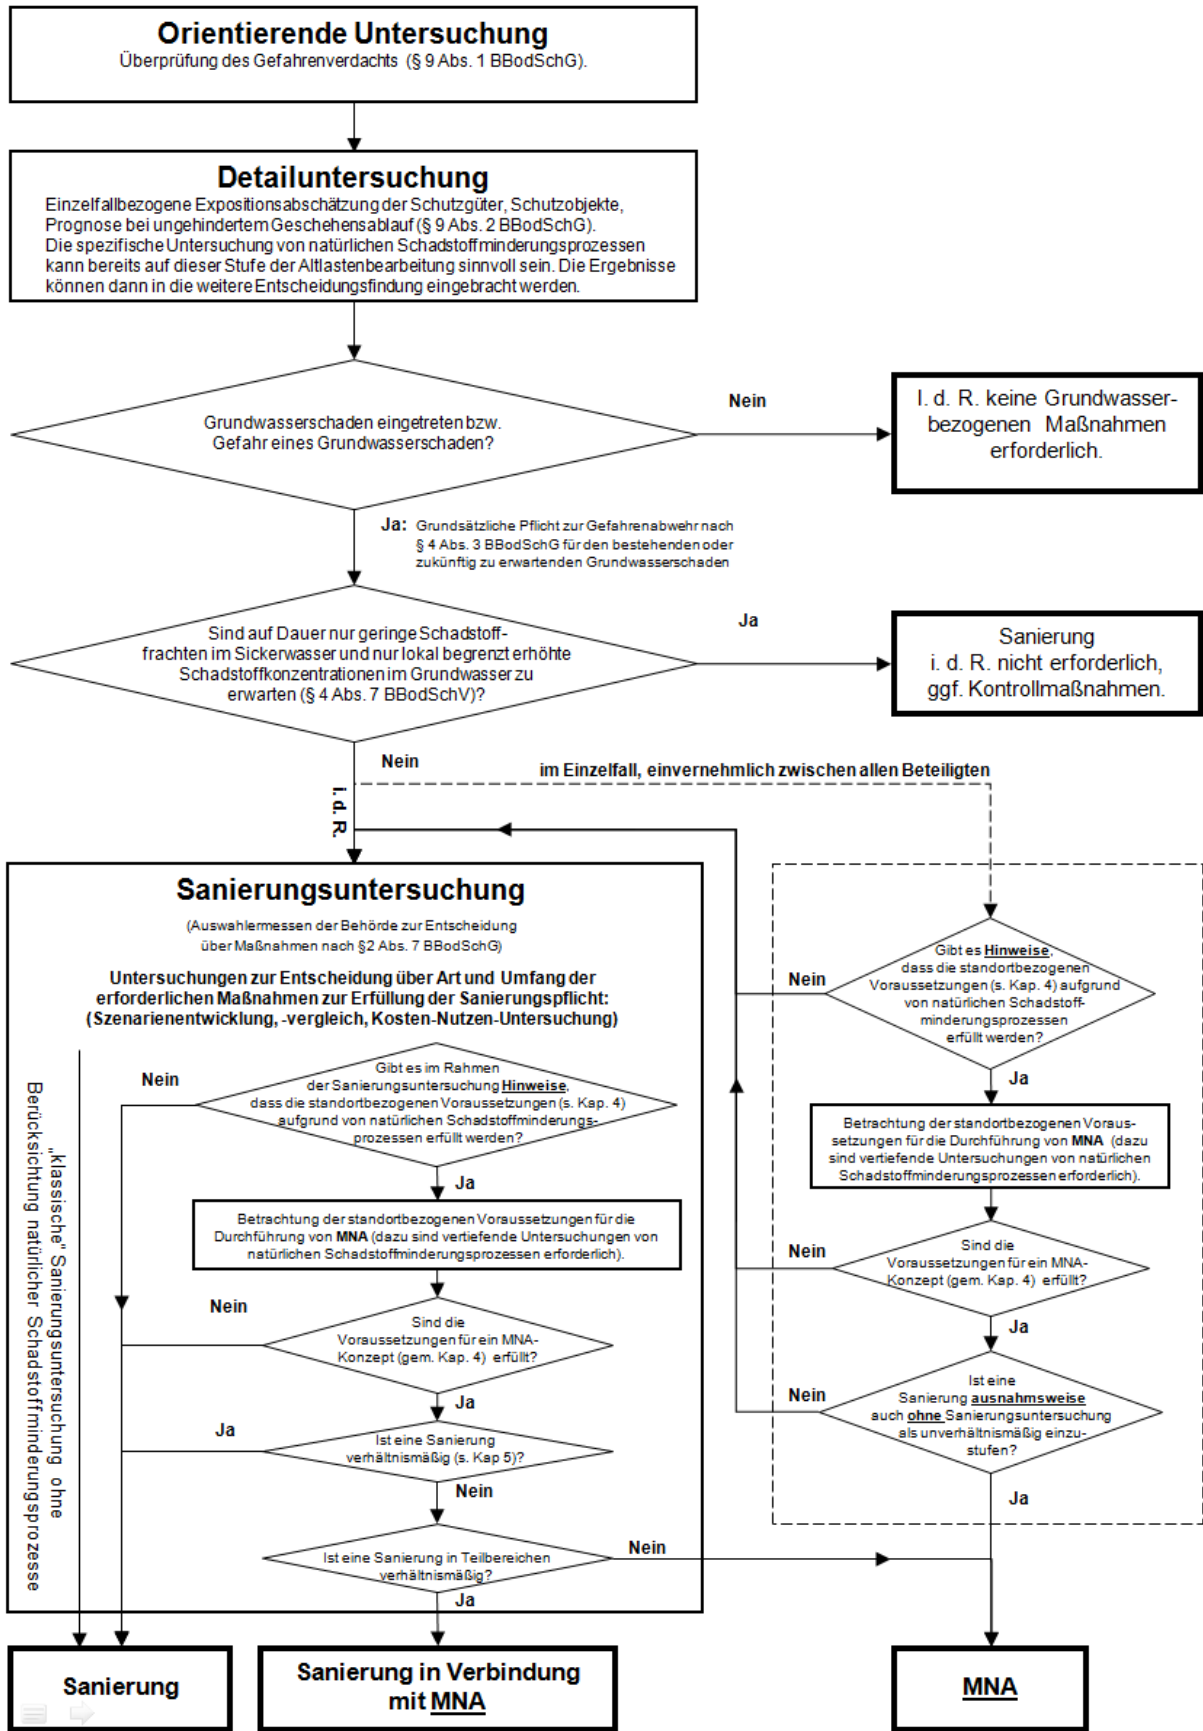 Orientierende Untersuchung
Überprüfung des Gefahrenverdachts (§ 9 Abs. 1 BBodSchG).
Detailuntersuchung
Einzelfallbezogene Expositionsabschätzung der Schutzgüter, Schutzobjekte,
Prognose bei ungehindertem Geschehensablauf (§ 9 Abs. 2 BBodSchG).
Die spezifische Untersuchung von natürlichen Schadstoffminderungsprozessen
kann bereits auf dieser Stufe der Altlastenbearbeitung sinnvoll sein. Die Ergebnisse
können dann in die weitere Entscheidungsfindung eingebracht werden.
Grundwasserschaden eingetreten bzw.
Gefahr eines Grundwasserschaden?
Nein
I. d. R. keine Grundwasser-
bezogenen Maßnahmen
erforderlich.
Ja: Grundsätzliche Pflicht zur Gefahrenabwehr nach
§ 4 Abs. 3 BBodSchG für den bestehenden oder
zukünftig zu erwartenden Grundwasserschaden
Sind auf Dauer nur geringe Schadstoff-
frachten im Sickerwasser und nur lokal begrenzt erhöhte
Schadstoffkonzentrationen im Grundwasser zu
erwarten (§ 4 Abs. 7 BBodSchV)?
Ja
Sanierung
i. d. R. nicht erforderlich,
ggf. Kontrollmaßnahmen.
Nein
i. d. R.
im Einzelfall, einvernehmlich zwischen allen Beteiligten
Sanierungsuntersuchung
(Auswahlermessen der Behörde zur Entscheidung
über Maßnahmen nach §2 Abs. 7 BBodSchG)
Untersuchungen zur Entscheidung über Art und Umfang der
erforderlichen Maßnahmen zur Erfüllung der Sanierungspflicht:
(Szenarienentwicklung, -vergleich, Kosten-Nutzen-Untersuchung)
„klassische" Sanierungsuntersuchung ohne
Berücksichtung natürlicher Schadstoffminderungsprozesse
Gibt es im Rahmen
der Sanierungsuntersuchung Hinweise,
dass die standortbezogenen Voraussetzungen (s. Kap. 4)
aufgrund von natürlichen Schadstoffminderungs-
prozessen erfüllt werden?
Nein
Ja
Betrachtung der standortbezogenen Voraussetzungen für die
Durchführung von MNA (dazu sind vertiefende Untersuchungen von
natürlichen Schadstoffminderungsprozessen erforderlich).
Nein
Sind die
Voraussetzungen für ein MNA-
Konzept (gem. Kap. 4) erfüllt?
Ja
Ja
Ist eine Sanierung
verhältnismäßig (s. Kap 5)?
Nein
Ist eine Sanierung in Teilbereichen
verhältnismäßig?
Nein
Ja
Gibt es Hinweise,
dass die standortbezogenen
Voraussetzungen (s. Kap. 4) aufgrund
von natürlichen Schadstoff-
minderungsprozessen
erfüllt werden?
Nein
Ja
Betrachtung der standortbezogenen Voraus-
setzungen für die Durchführung von MNA (dazu
sind vertiefende Untersuchungen von natürlichen
Schadstoffminderungsprozessen erforderlich).
Nein
Sind die
Voraussetzungen für ein MNA-
Konzept (gem. Kap. 4) erfüllt?
Ja
Nein
Ist eine
Sanierung ausnahmsweise
auch ohne Sanierungsuntersuchung
als unverhältnismäßig einzu-
stufen?
Ja
Sanierung
Sanierung in Verbindung
mit MNA
MNA